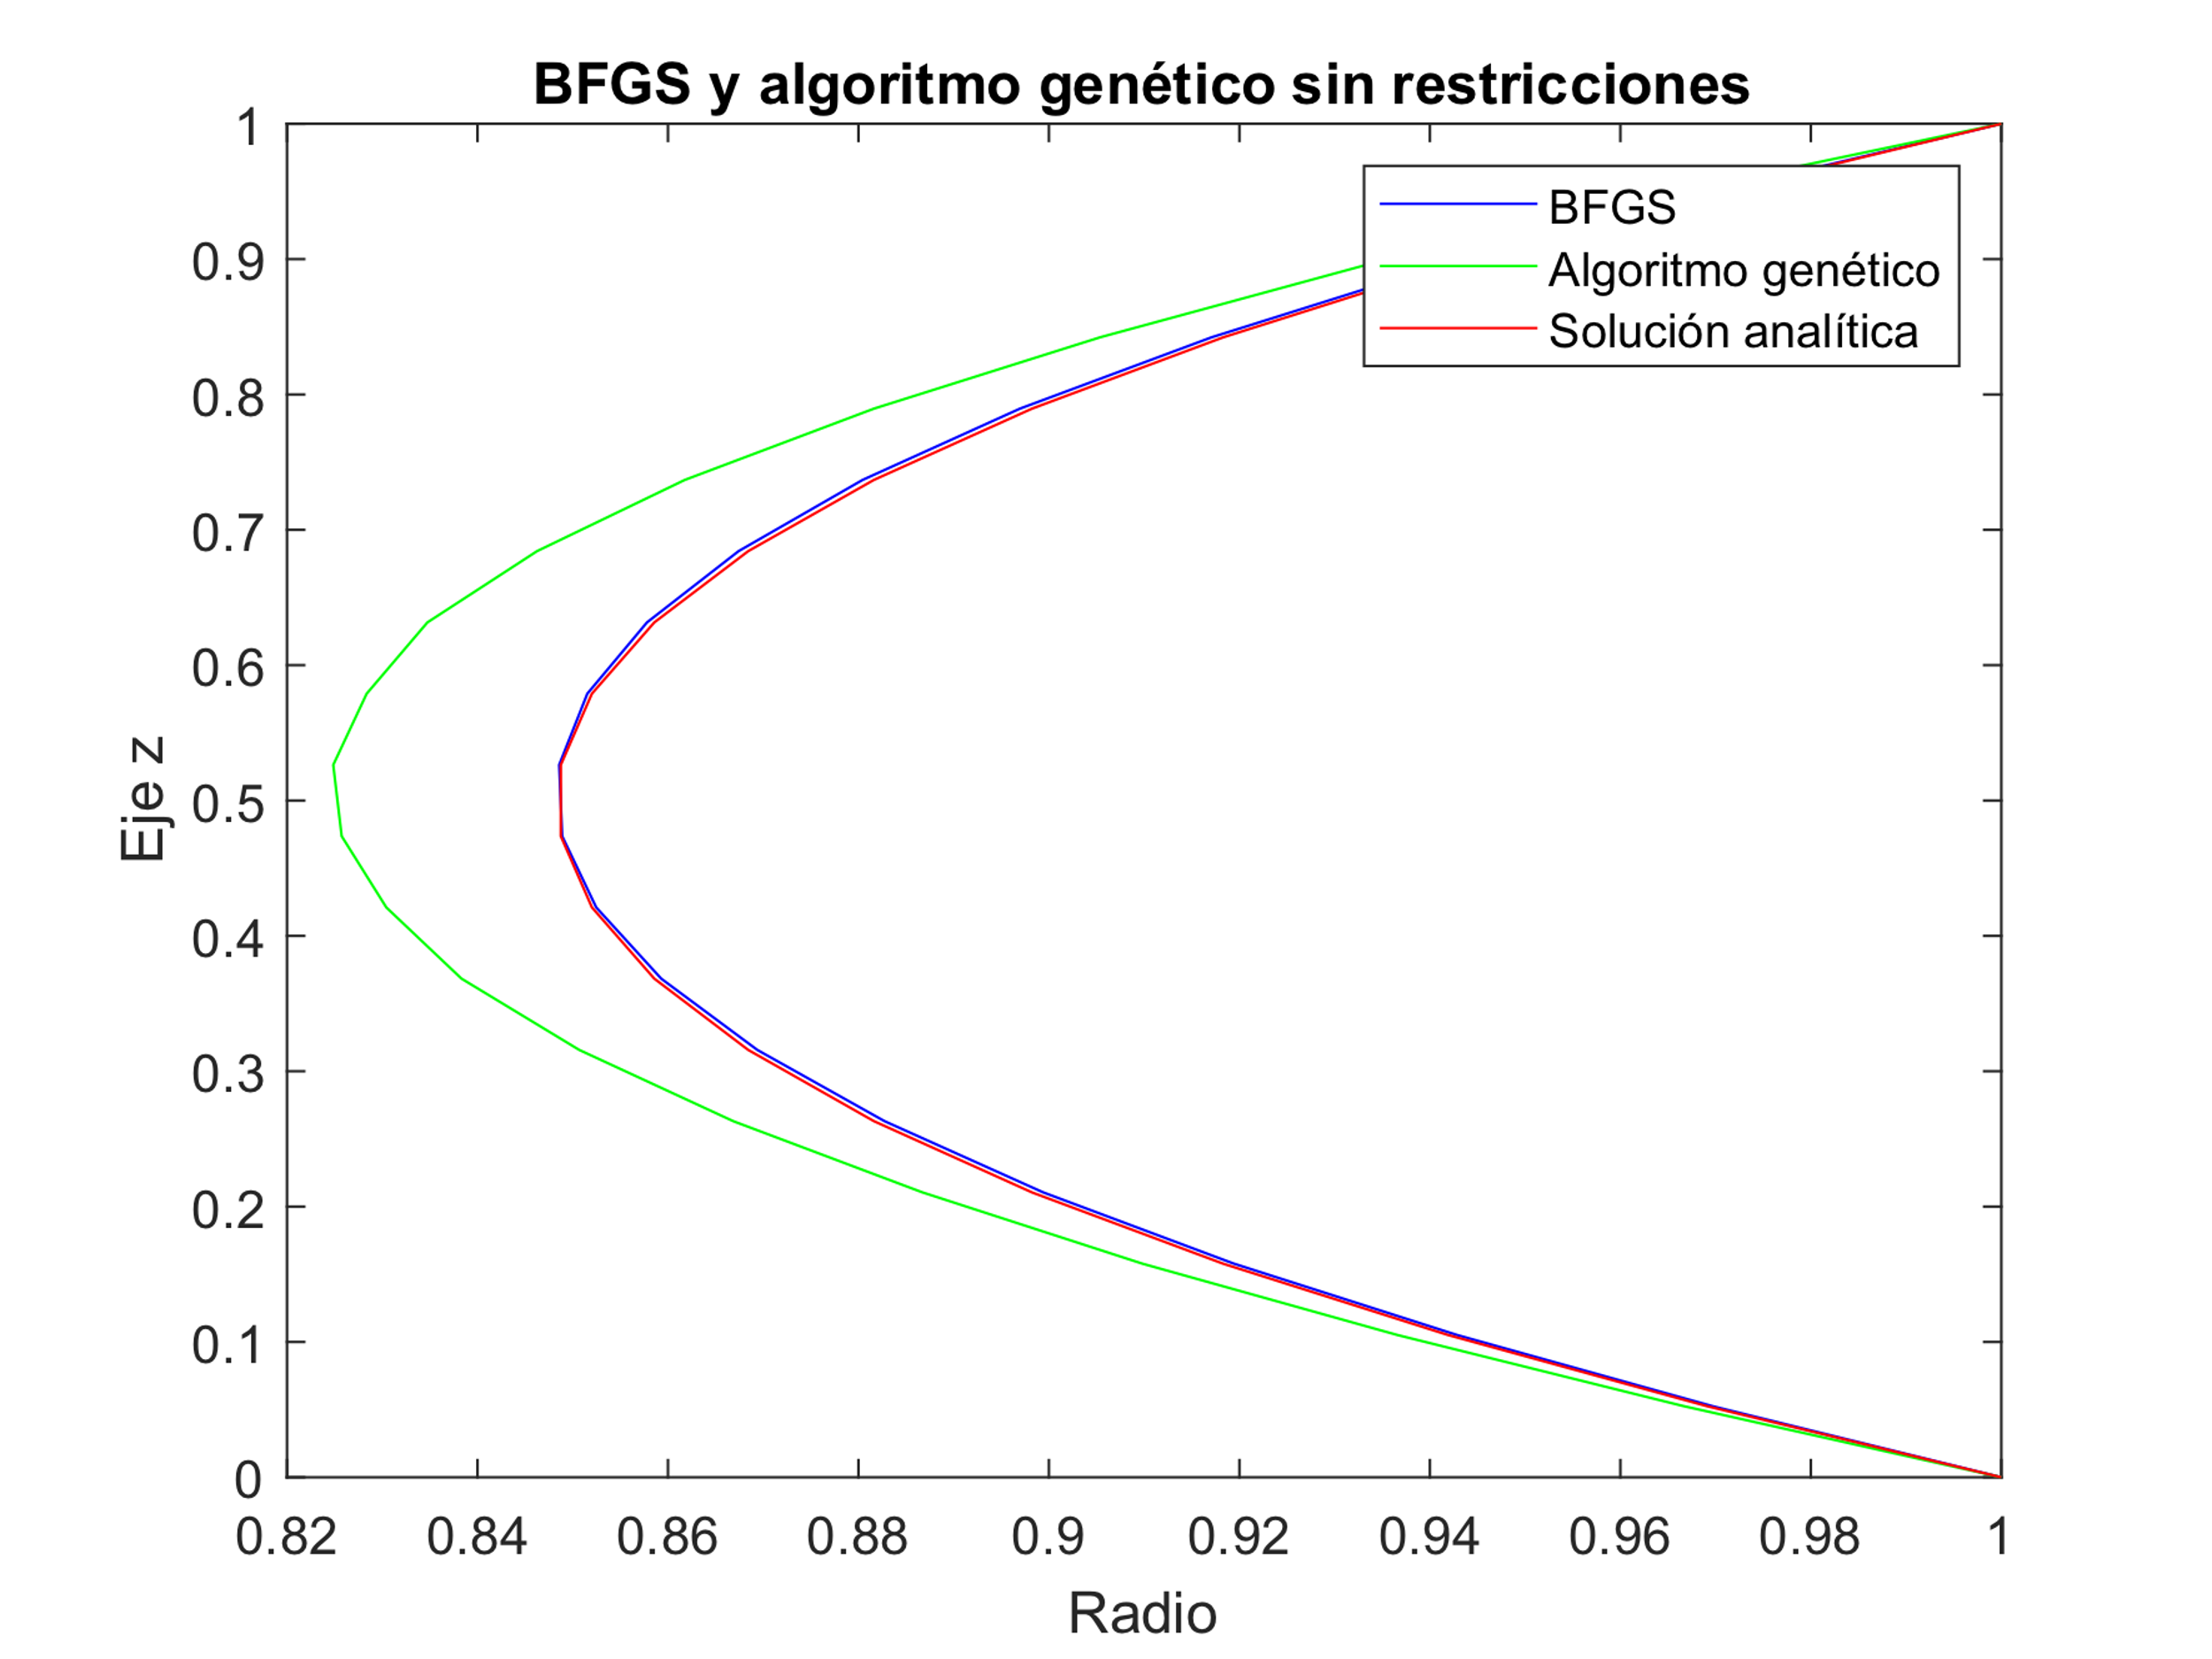 BFGS y algoritmo genético sin restricciones
1
0.9
0.8
0.7
0.6
0.5
0.4
0.3
0.2
0.1
0
Eje z
BFGS
Algoritmo genético
Solución analítica
0.82 0.84 0.86 0.88 0.9 0.92 0.94 0.96 0.98 1
Radio